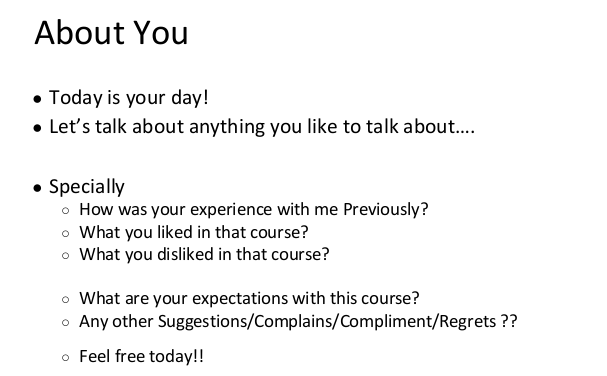 About You
● Today is your day!
● Let's talk about anything you like to talk about….
● Specially
○ How was your experience with me Previously?
○ What you liked in that course?
○ What you disliked in that course?
○ What are your expectations with this course?
○ Any other Suggestions/Complains/Compliment/Regrets ??
○ Feel free today!!